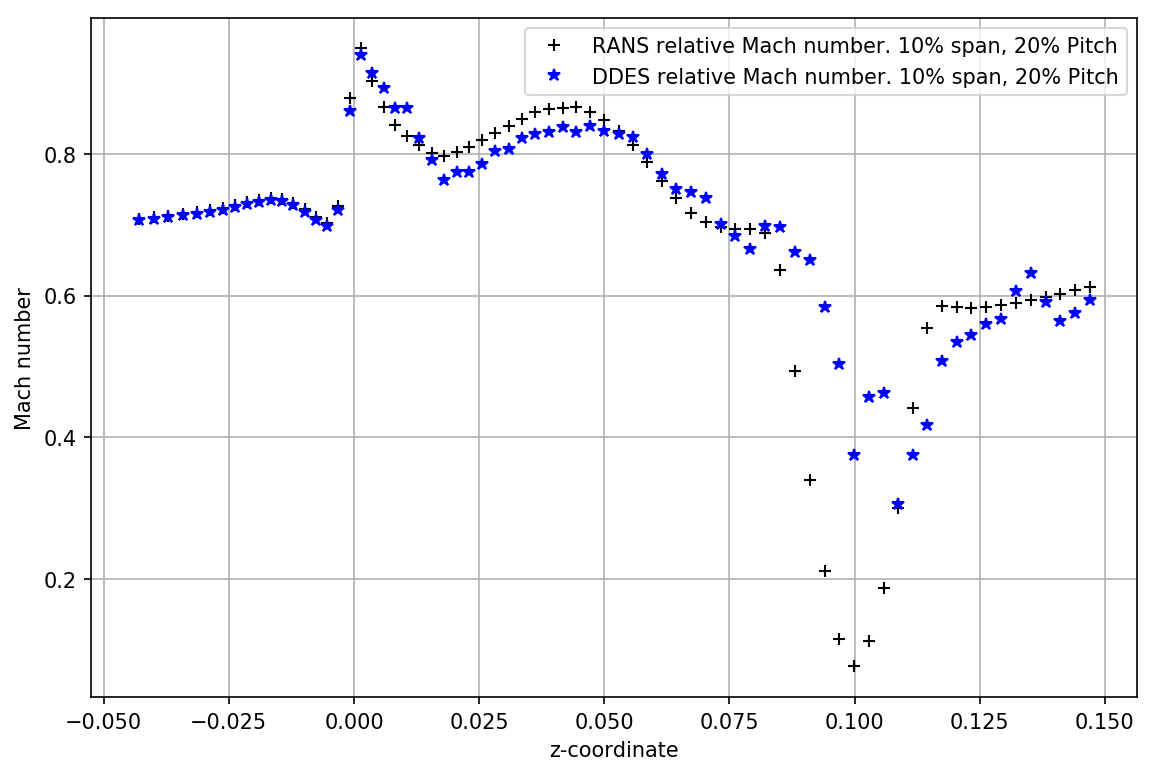 RANS relative Mach number. 10% span, 20% Pitch
DDES relative Mach number. 10% span, 20% Pitch
0.8
0.6
0.4
0.2
Mach number
−0.050 −0.025 0.000 0.025 0.050 0.075 0.100 0.125 0.150
z-coordinate